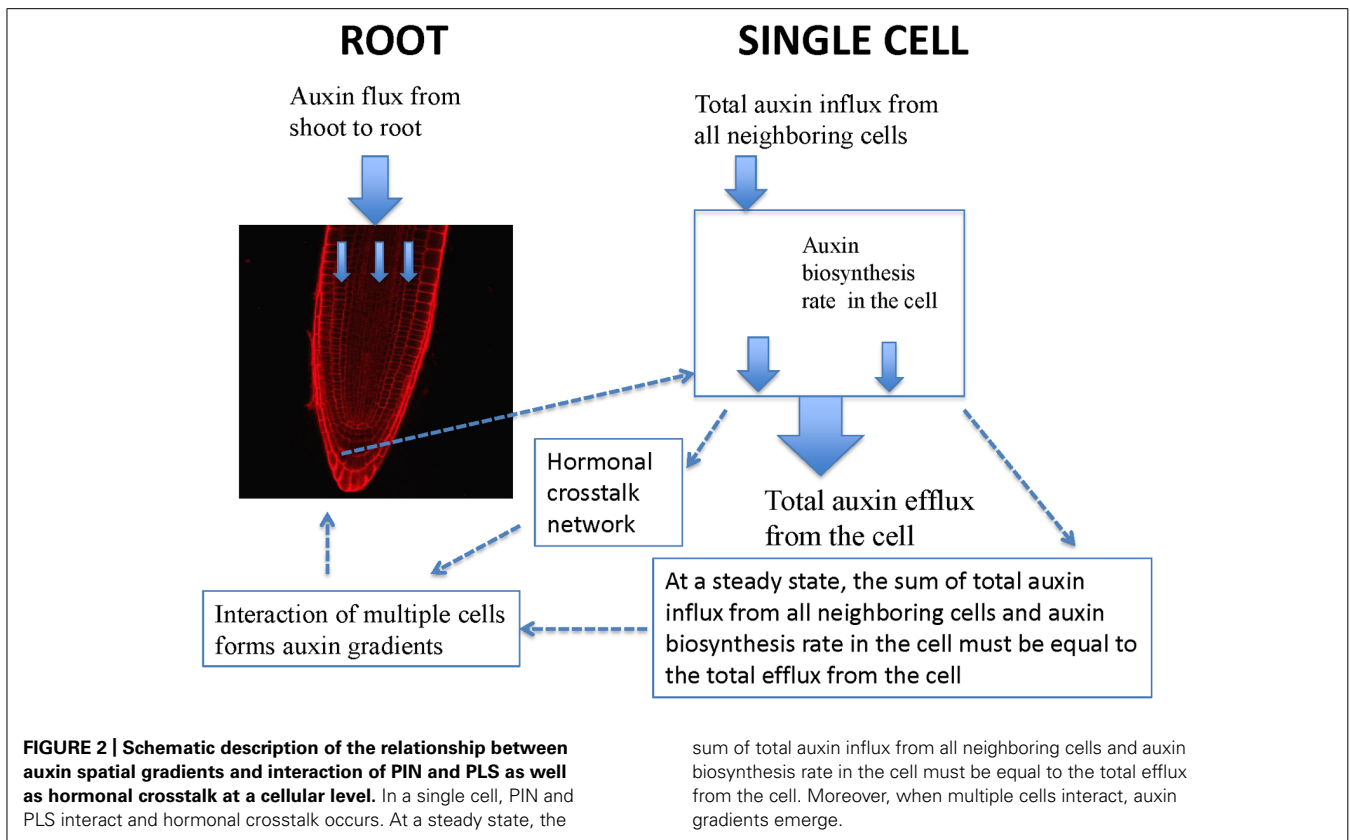 ROOT
SINGLE CELL
Auxin flux from
shoot to root
Total auxin influx from
all neighboring cells
Auxin
biosynthesis
rate in the cell
Hormonal
crosstalk
network
Total auxin efflux
from the cell
Interaction of multiple cells
forms auxin gradients
At a steady state, the sum of total auxin
influx from all neighboring cells and auxin
biosynthesis rate in the cell must be equal to
the total efflux from the cell
FIGURE 2 | Schematic description of the relationship between
auxin spatial gradients and interaction of PIN and PLS as well
as hormonal crosstalk at a cellular level. In a single cell, PIN and
PLS interact and hormonal crosstalk occurs. At a steady state, the
sum of total auxin influx from all neighboring cells and auxin
biosynthesis rate in the cell must be equal to the total efflux
from the cell. Moreover, when multiple cells interact, auxin
gradients emerge.